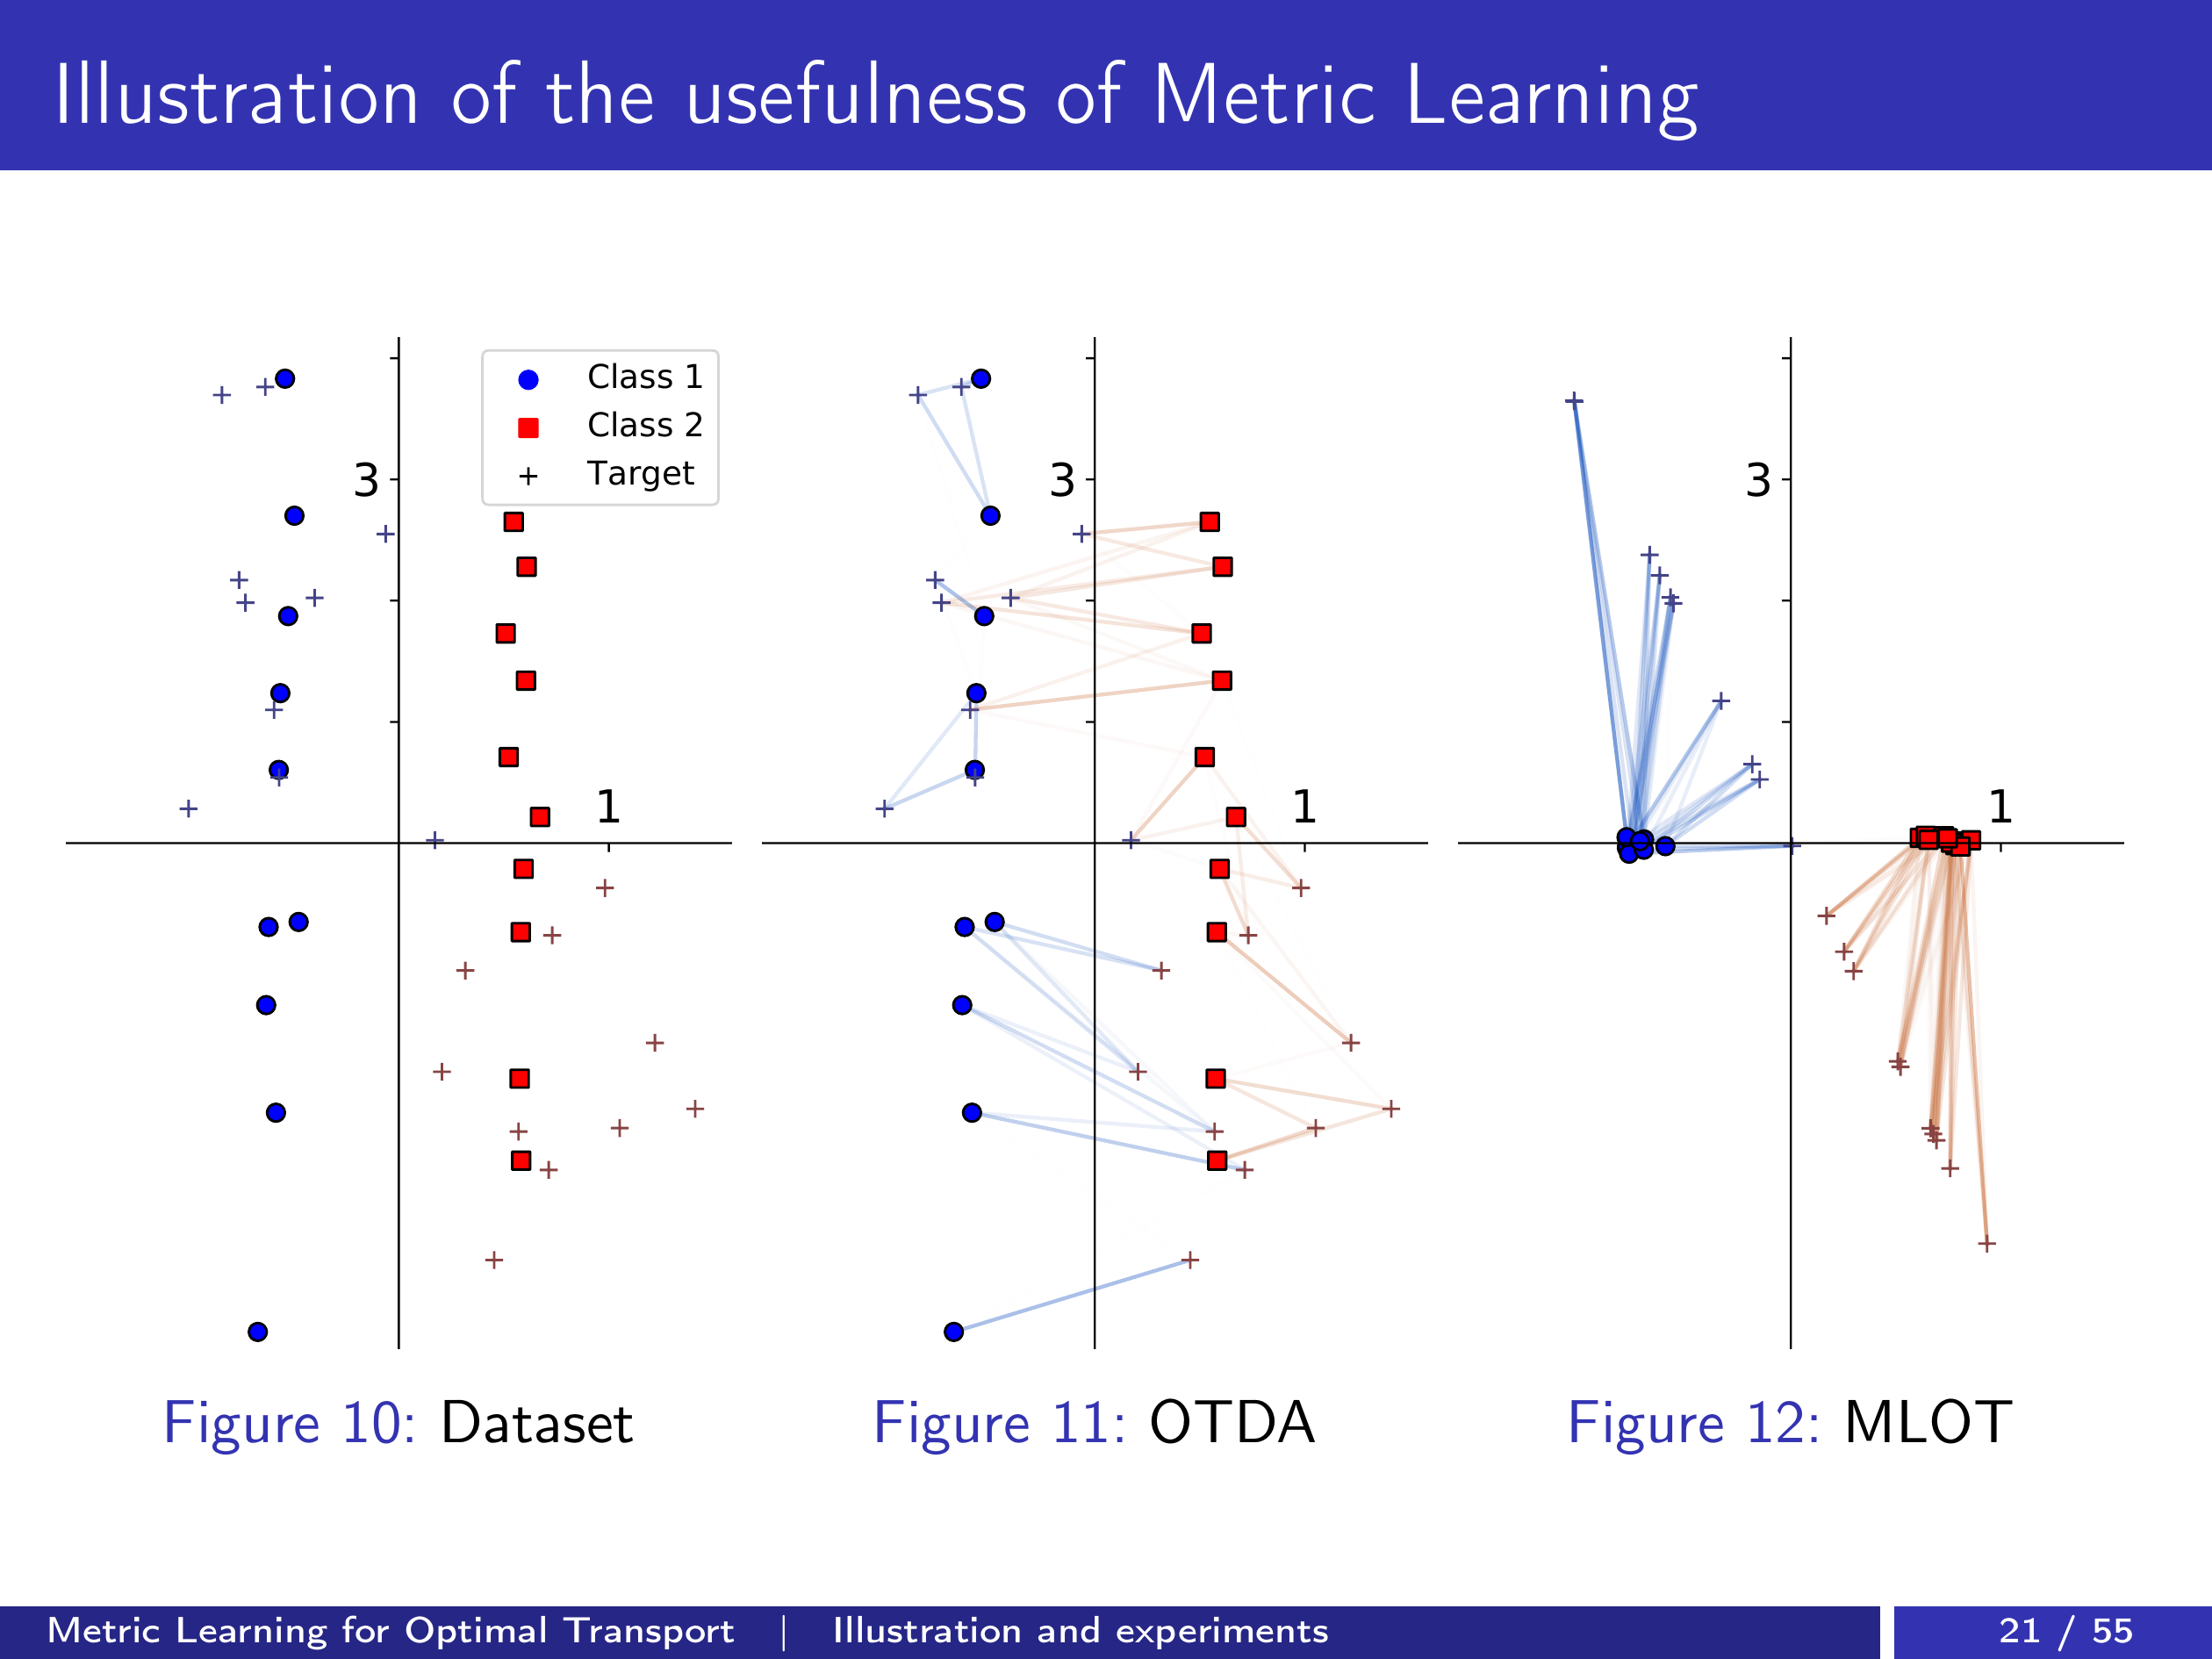 Illustration of the usefulness of Metric Learning
Class 1
Class 2
Target
3
1
3
1
3
1
Figure 10: Dataset
Figure 11: OTDA
Figure 12: MLOT
Metric Learning for Optimal Transport | Illustration and experiments
21 / 55